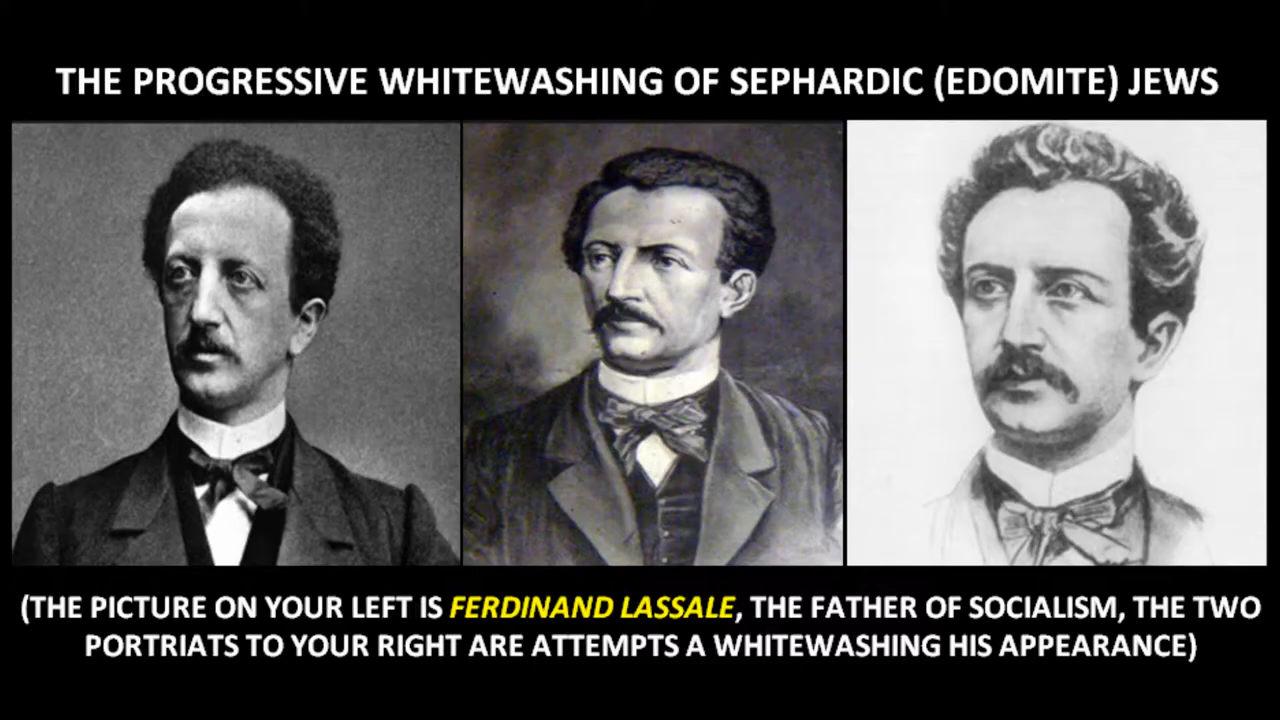 THE PROGRESSIVE WHITEWASHING OF SEPHARDIC (EDOMITE) JEWS
(THE PICTURE ON YOUR LEFT IS FERDINAND LASSALE, THE FATHER OF SOCIALISM, THE TWO
PORTRIATS TO YOUR RIGHT ARE ATTEMPTS A WHITEWASHING HIS APPEARANCE)